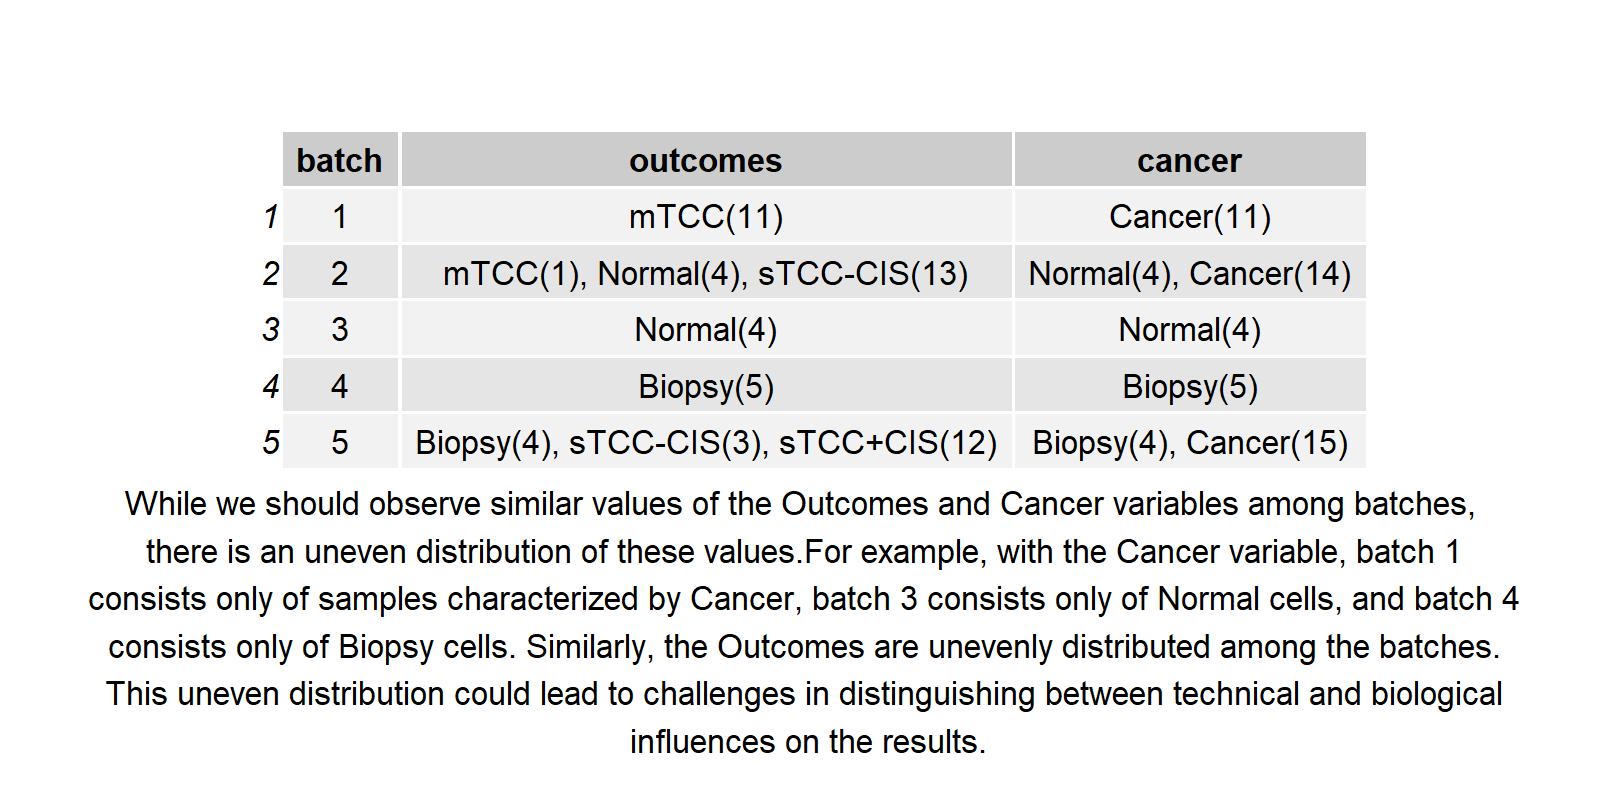 batch outcomes cancer
1 1 mTCC(11) Cancer(11)
2 2 mTCC(1), Normal(4), sTCC-CIS(13) Normal(4), Cancer(14)
3 3 Normal(4) Normal(4)
4 4 Biopsy(5) Biopsy(5)
5 5 Biopsy(4), sTCC-CIS(3), sTCC+CIS(12) Biopsy(4), Cancer(15)
While we should observe similar values of the Outcomes and Cancer variables among batches,
there is an uneven distribution of these values.For example, with the Cancer variable, batch 1
consists only of samples characterized by Cancer, batch 3 consists only of Normal cells, and batch 4
consists only of Biopsy cells. Similarly, the Outcomes are unevenly distributed among the batches.
This uneven distribution could lead to challenges in distinguishing between technical and biological
influences on the results.